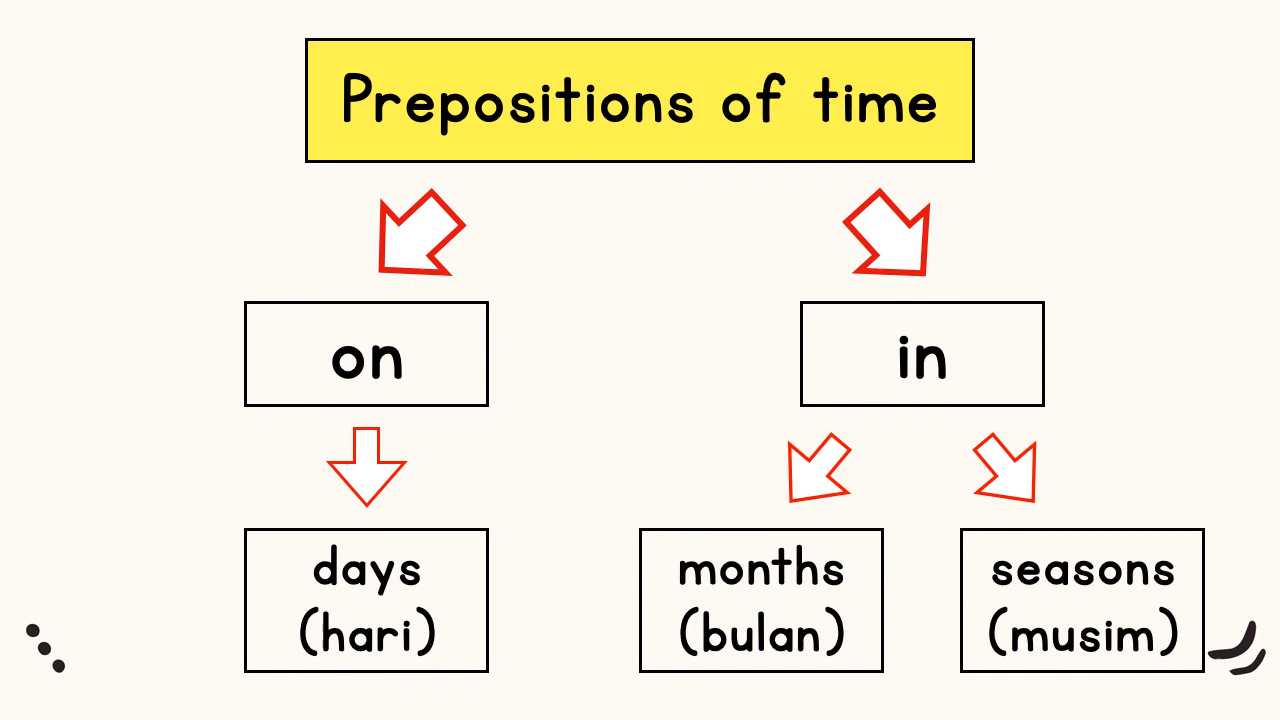 Prepositions of time
on
in
days
(hari)
months
(bulan)
seasons
(musim)